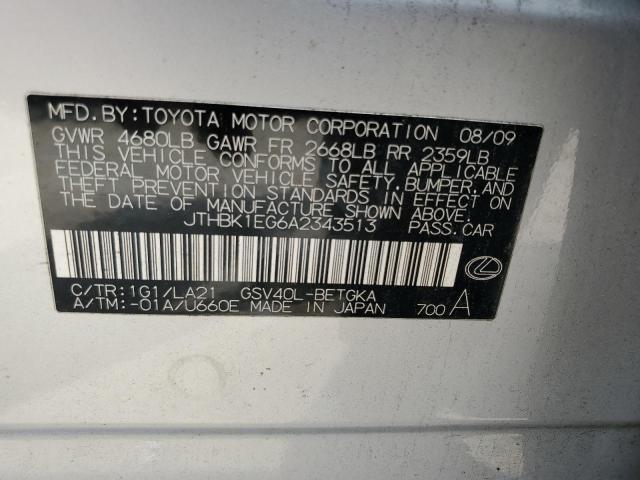 MFD.BY:TOYOTA MOTOR CORPORATION 08/09
GVWR 4680LB GAWR FR 2668LB RR 2359LB
THIS VEHICLE CONFORMS TO ALL APPLICABLE
FEDERAL MOTOR VEHICLE SAFETY,BUMPER,AND
THEFT PREVENTION STANDARDS IN EFFECT ON
THE DATE OF MANUFACTURE SHOWN ABOVE.
JTHBK1EG6A2343513 PASS.CAR
C/TR:1G1/LA21 GSV40L-BETGKA
A/TM:-01A/U660E MADE IN JAPAN 700 A